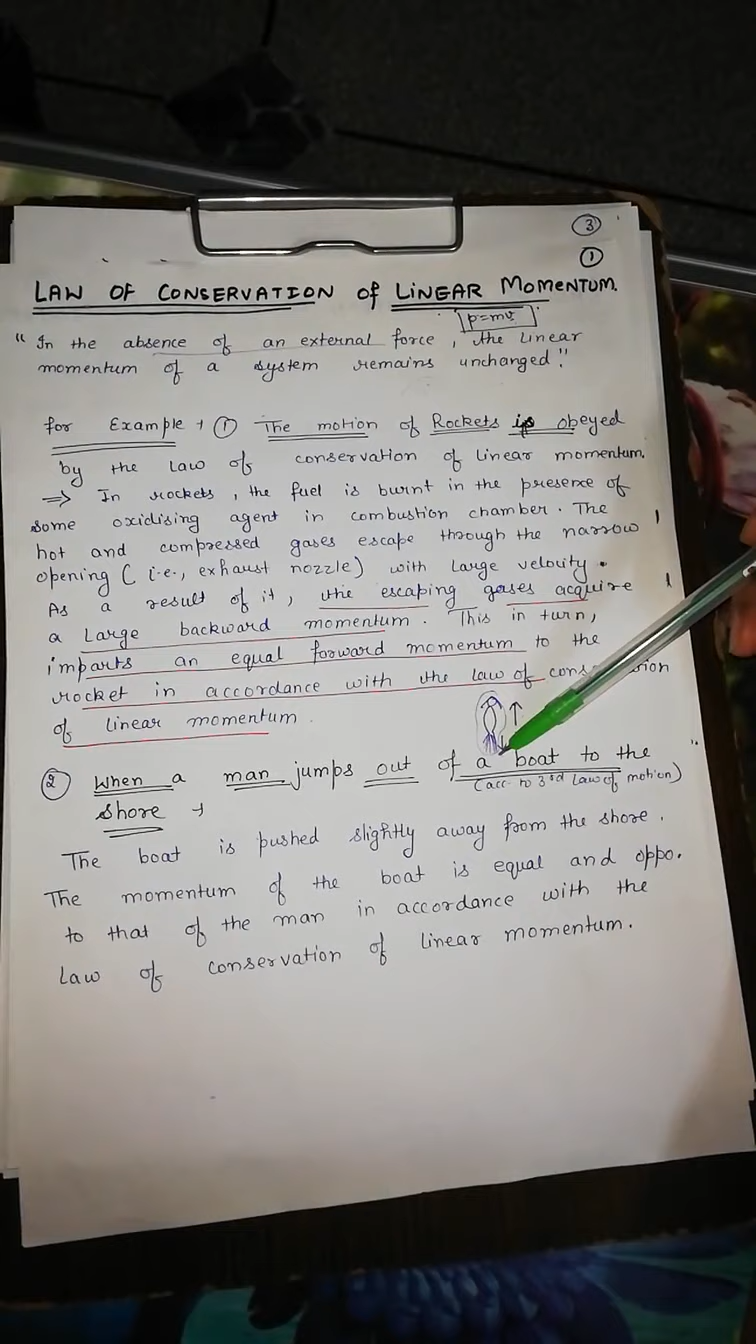 3
1
LAW OF CONSERVATION of LINEAR MOMENTUM.
p=mv
"In the absence of an external force, the linear
momentum of a system remains unchanged."
for Example → ① The motion of Rockets is obeyed
by the law of conservation of linear momentum.
⇒ In rockets, the fuel is burnt in the presence of
some oxidising agent in combustion chamber. The
hot and compressed gases escape through the narrow
opening (i.e., exhaust nozzle) with large velocity.
As a result of it, the escaping gases acquire
a Large backward momentum. This in turn,
imparts an equal forward momentum to the
rocket in accordance with the law of
of linear momentum.
② When a man jumps out of a boat to the
(acc. to 3rd Law of motion)
shore →
The boat is pushed slightly away from the shore.
The momentum of the boat is equal and oppo.
to that of the man in accordance with the
Law of conservation of linear momentum.